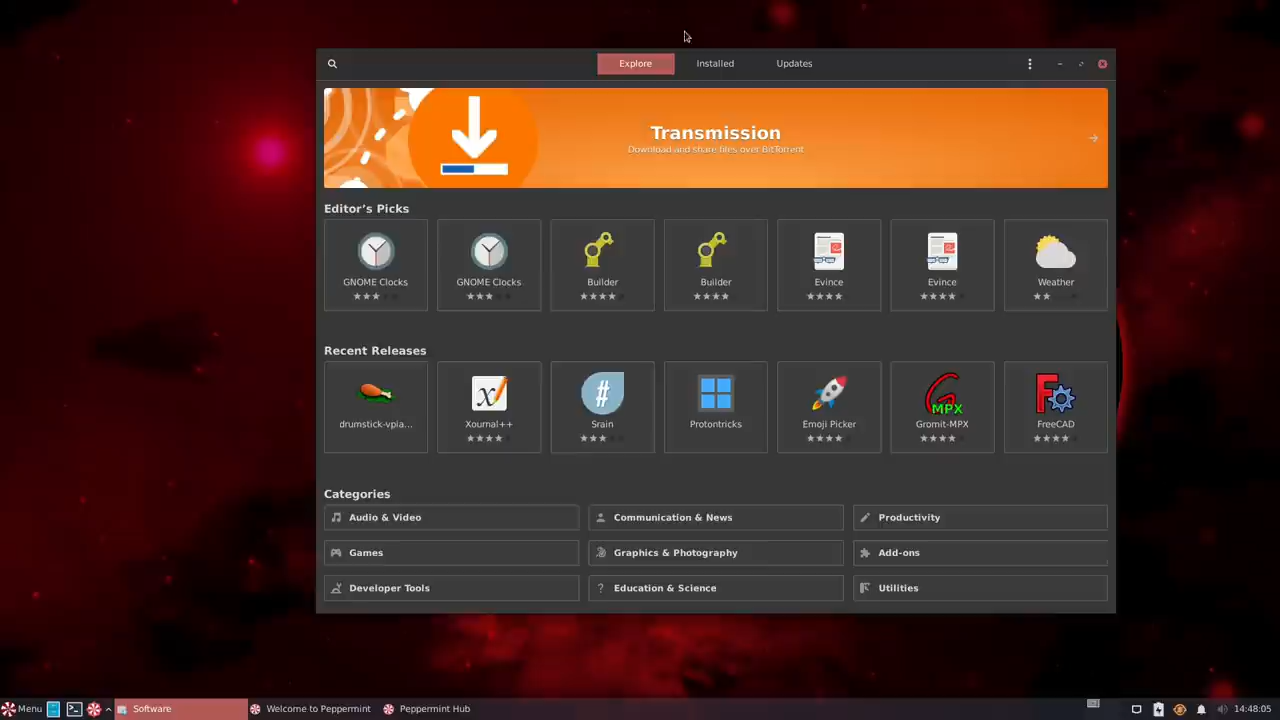 Explore Installed Updates
Transmission
Download and share files over BitTorrent
Editor’s Picks
GNOME Clocks GNOME Clocks Builder Builder Evince Evince Weather
Recent Releases
x MPX
drumstick-vpia... Xournal++ Srain Protontricks Emoji Picker Gromit-MPX FreeCAD
Categories
Audio & Video Communication & News Productivity
Games Graphics & Photography Add-ons
Developer Tools Education & Science Utilities
Menu Software Welcome to Peppermint Peppermint Hub 14:48:05